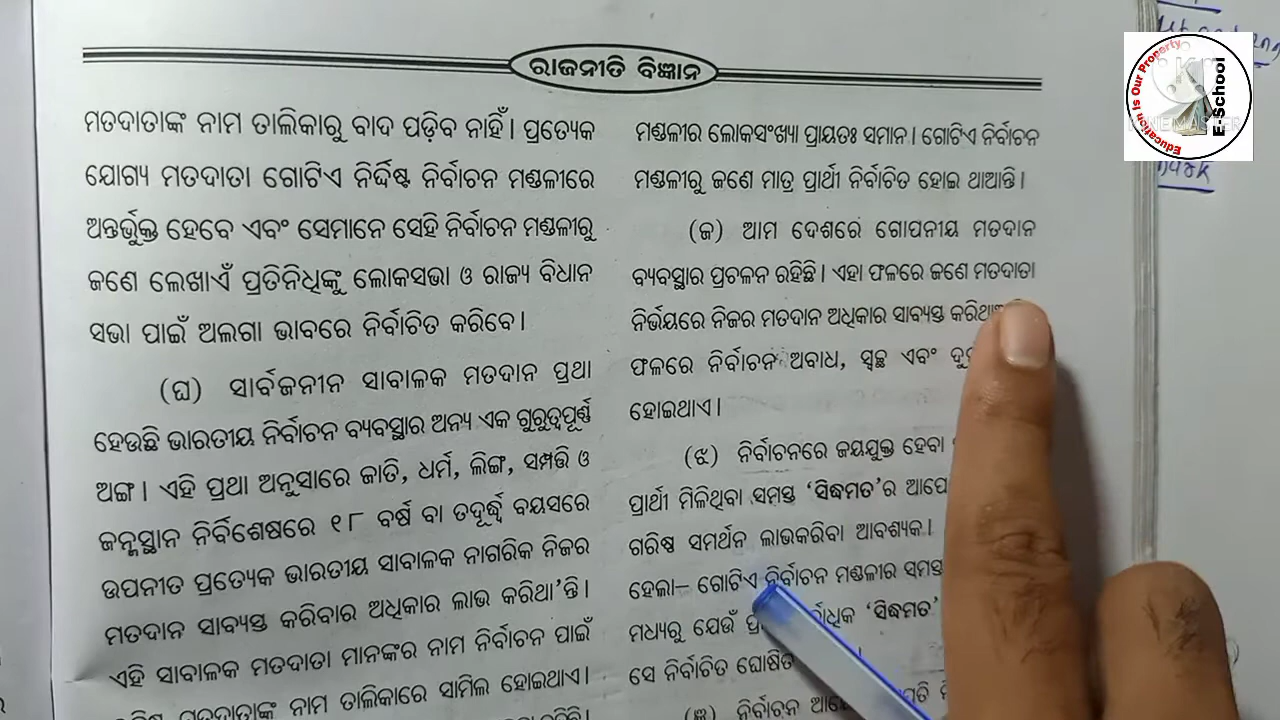 ରାଜନୀତି ବିଜ୍ଞାନ
ମତଦାତାଙ୍କ ନାମ ତାଲିକାରୁ ବାଦ ପଡ଼ିବ ନାହିଁ। ପ୍ରତ୍ୟେକ
ଯୋଗ୍ୟ ମତଦାତା ଗୋଟିଏ ନିର୍ଦ୍ଦିଷ୍ଟ ନିର୍ବାଚନ ମଣ୍ଡଳୀରେ
ଅନ୍ତର୍ଭୁକ୍ତ ହେବେ ଏବଂ ସେମାନେ ସେହି ନିର୍ବାଚନ ମଣ୍ଡଳୀରୁ
ଜଣେ ଲେଖାଏଁ ପ୍ରତିନିଧିଙ୍କୁ ଲୋକସଭା ଓ ରାଜ୍ୟ ବିଧାନ
ସଭା ପାଇଁ ଅଲଗା ଭାବରେ ନିର୍ବାଚିତ କରିବେ।
(ଘ) ସାର୍ବଜନୀନ ସାବାଳକ ମତଦାନ ପ୍ରଥା
ହେଉଛି ଭାରତୀୟ ନିର୍ବାଚନ ବ୍ୟବସ୍ଥାର ଅନ୍ୟ ଏକ ଗୁରୁତ୍ୱପୂର୍ଣ୍ଣ
ଅଙ୍ଗ। ଏହି ପ୍ରଥା ଅନୁସାରେ ଜାତି, ଧର୍ମ, ଲିଙ୍ଗ, ସମ୍ପତ୍ତି ଓ
ଜନ୍ମସ୍ଥାନ ନିର୍ବିଶେଷରେ ୧୮ ବର୍ଷ ବା ତଦୂର୍ଦ୍ଧ୍ୱ ବୟସରେ
ଉପନୀତ ପ୍ରତ୍ୟେକ ଭାରତୀୟ ସାବାଳକ ନାଗରିକ ନିଜର
ମତଦାନ ସାବ୍ୟସ୍ତ କରିବାର ଅଧିକାର ଲାଭ କରିଥା’ନ୍ତି।
ଏହି ସାବାଳକ ମତଦାତା ମାନଙ୍କର ନାମ ନିର୍ବାଚନ ପାଇଁ
ମତଦାତାଙ୍କ ନାମ ତାଲିକାରେ ସାମିଲ ହୋଇଥାଏ।
ମଣ୍ଡଳୀର ଲୋକସଂଖ୍ୟା ପ୍ରାୟତଃ ସମାନ। ଗୋଟିଏ ନିର୍ବାଚନ
ମଣ୍ଡଳୀରୁ ଜଣେ ମାତ୍ର ପ୍ରାର୍ଥୀ ନିର୍ବାଚିତ ହୋଇ ଥାଆନ୍ତି।
(ଜ) ଆମ ଦେଶରେ ଗୋପନୀୟ ମତଦାନ
ବ୍ୟବସ୍ଥାର ପ୍ରଚଳନ ରହିଛି। ଏହା ଫଳରେ ଜଣେ ମତଦାତା
ନିର୍ଭୟରେ ନିଜର ମତଦାନ ଅଧିକାର ସାବ୍ୟସ୍ତ
ଫଳରେ ନିର୍ବାଚନ ଅବାଧ, ସ୍ୱଚ୍ଛ ଏବଂ
ହୋଇଥାଏ।
(ଝ) ନିର୍ବାଚନରେ ଜୟଯୁକ୍ତ ହେବା
ପ୍ରାର୍ଥୀ ମିଳିଥିବା ସମସ୍ତ ‘ସିଦ୍ଧମତ’ର
ଗରିଷ୍ଠ ସମର୍ଥନ ଲାଭକରିବା ଆବଶ୍ୟକ।
ହେଲା– ଗୋଟିଏ ନିର୍ବାଚନ ମଣ୍ଡଳୀର ସମସ୍ତ
ମଧ୍ୟରୁ ଯେଉଁ ‘ସିଦ୍ଧମତ’
ସେ ନିର୍ବାଚିତ ଘୋଷିତ
(ଞ) ନିର୍ବାଚନ
Education is Our Property
E-School